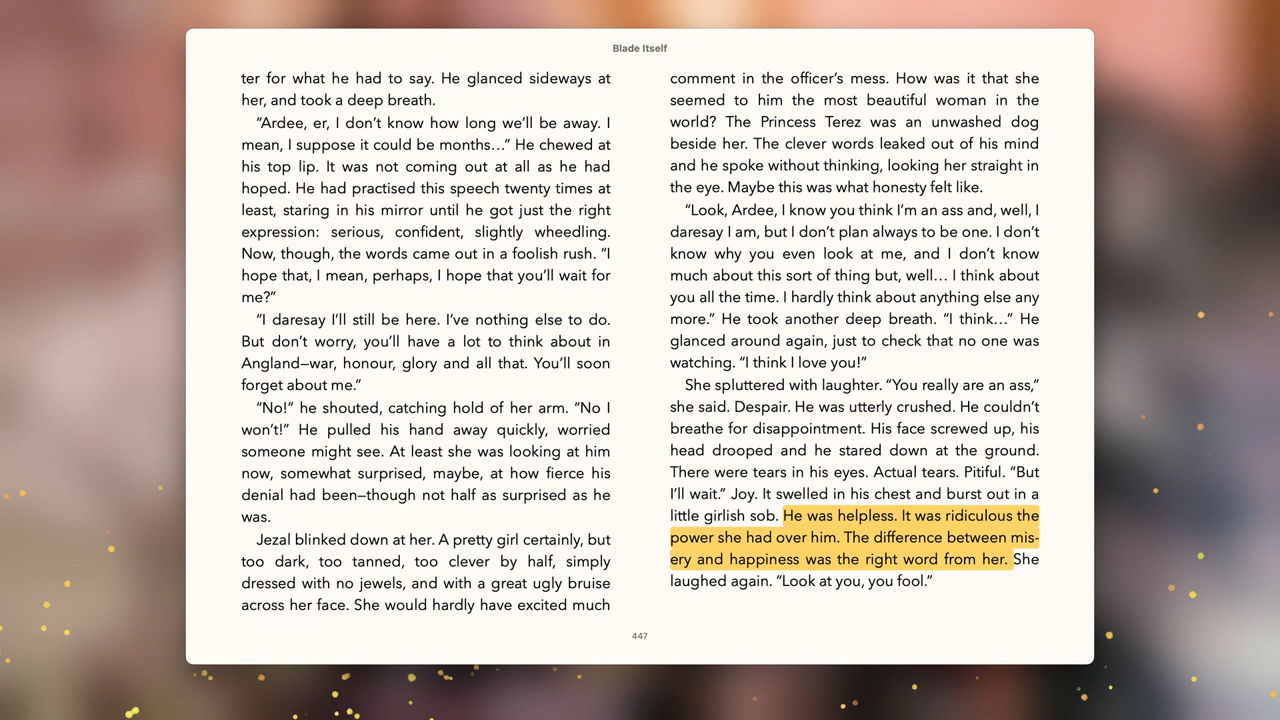 Blade Itself
ter for what he had to say. He glanced sideways at
her, and took a deep breath.
“Ardee, er, I don’t know how long we’ll be away. I
mean, I suppose it could be months…” He chewed at
his top lip. It was not coming out at all as he had
hoped. He had practised this speech twenty times at
least, staring in his mirror until he got just the right
expression: serious, confident, slightly wheedling.
Now, though, the words came out in a foolish rush. “I
hope that, I mean, perhaps, I hope that you’ll wait for
me?”
“I daresay I’ll still be here. I’ve nothing else to do.
But don’t worry, you’ll have a lot to think about in
Angland—war, honour, glory and all that. You’ll soon
forget about me.”
“No!” he shouted, catching hold of her arm. “No I
won’t!” He pulled his hand away quickly, worried
someone might see. At least she was looking at him
now, somewhat surprised, maybe, at how fierce his
denial had been—though not half as surprised as he
was.
Jezal blinked down at her. A pretty girl certainly, but
too dark, too tanned, too clever by half, simply
dressed with no jewels, and with a great ugly bruise
across her face. She would hardly have excited much
comment in the officer’s mess. How was it that she
seemed to him the most beautiful woman in the
world? The Princess Terez was an unwashed dog
beside her. The clever words leaked out of his mind
and he spoke without thinking, looking her straight in
the eye. Maybe this was what honesty felt like.
“Look, Ardee, I know you think I’m an ass and, well, I
daresay I am, but I don’t plan always to be one. I don’t
know why you even look at me, and I don’t know
much about this sort of thing but, well… I think about
you all the time. I hardly think about anything else any
more.” He took another deep breath. “I think…” He
glanced around again, just to check that no one was
watching. “I think I love you!”
She spluttered with laughter. “You really are an ass,”
she said. Despair. He was utterly crushed. He couldn’t
breathe for disappointment. His face screwed up, his
head drooped and he stared down at the ground.
There were tears in his eyes. Actual tears. Pitiful. “But
I’ll wait.” Joy. It swelled in his chest and burst out in a
little girlish sob. He was helpless. It was ridiculous the
power she had over him. The difference between mis-
ery and happiness was the right word from her. She
laughed again. “Look at you, you fool.”
447